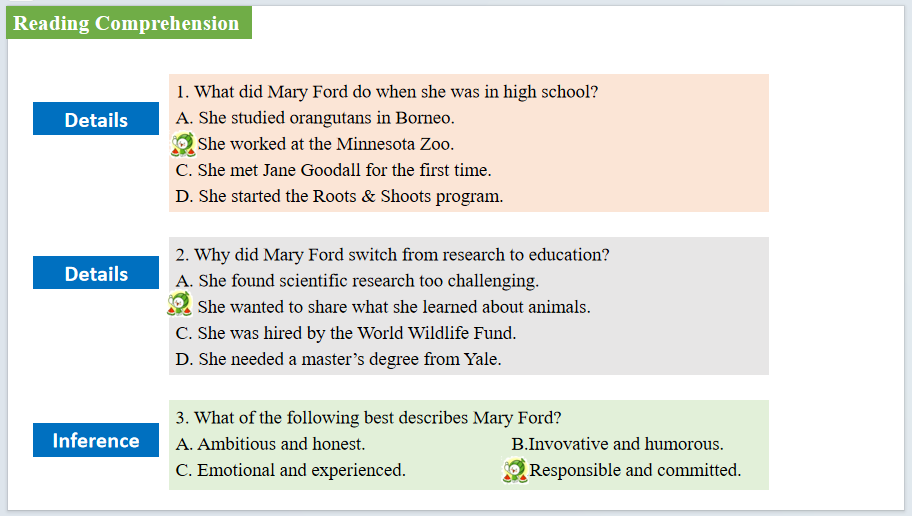 Reading Comprehension
Details
1. What did Mary Ford do when she was in high school?
A. She studied orangutans in Borneo.
She worked at the Minnesota Zoo.
C. She met Jane Goodall for the first time.
D. She started the Roots & Shoots program.
Details
2. Why did Mary Ford switch from research to education?
A. She found scientific research too challenging.
She wanted to share what she learned about animals.
C. She was hired by the World Wildlife Fund.
D. She needed a master’s degree from Yale.
Inference
3. What of the following best describes Mary Ford?
A. Ambitious and honest. B.Invovative and humorous.
C. Emotional and experienced. Responsible and committed.